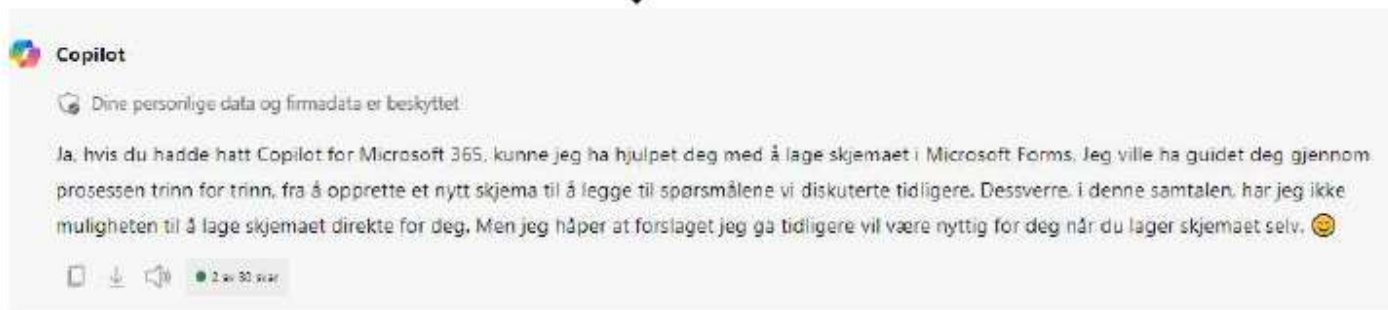 Copilot
Dine personlige data og firmadata er beskyttet
Ja, hvis du hadde hatt Copilot for Microsoft 365, kunne jeg ha hjulpet deg med å lage skjemaet i Microsoft Forms. Jeg ville ha guidet deg gjennom
prosessen trinn for trinn, fra å opprette et nytt skjema til å legge til spørsmålene vi diskuterte tidligere. Dessverre, i denne samtalen, har jeg ikke
muligheten til å lage skjemaet direkte for deg. Men jeg håper at forslaget jeg ga tidligere vil være nyttig for deg når du lager skjemaet selv. 😊
2 av 30 svar